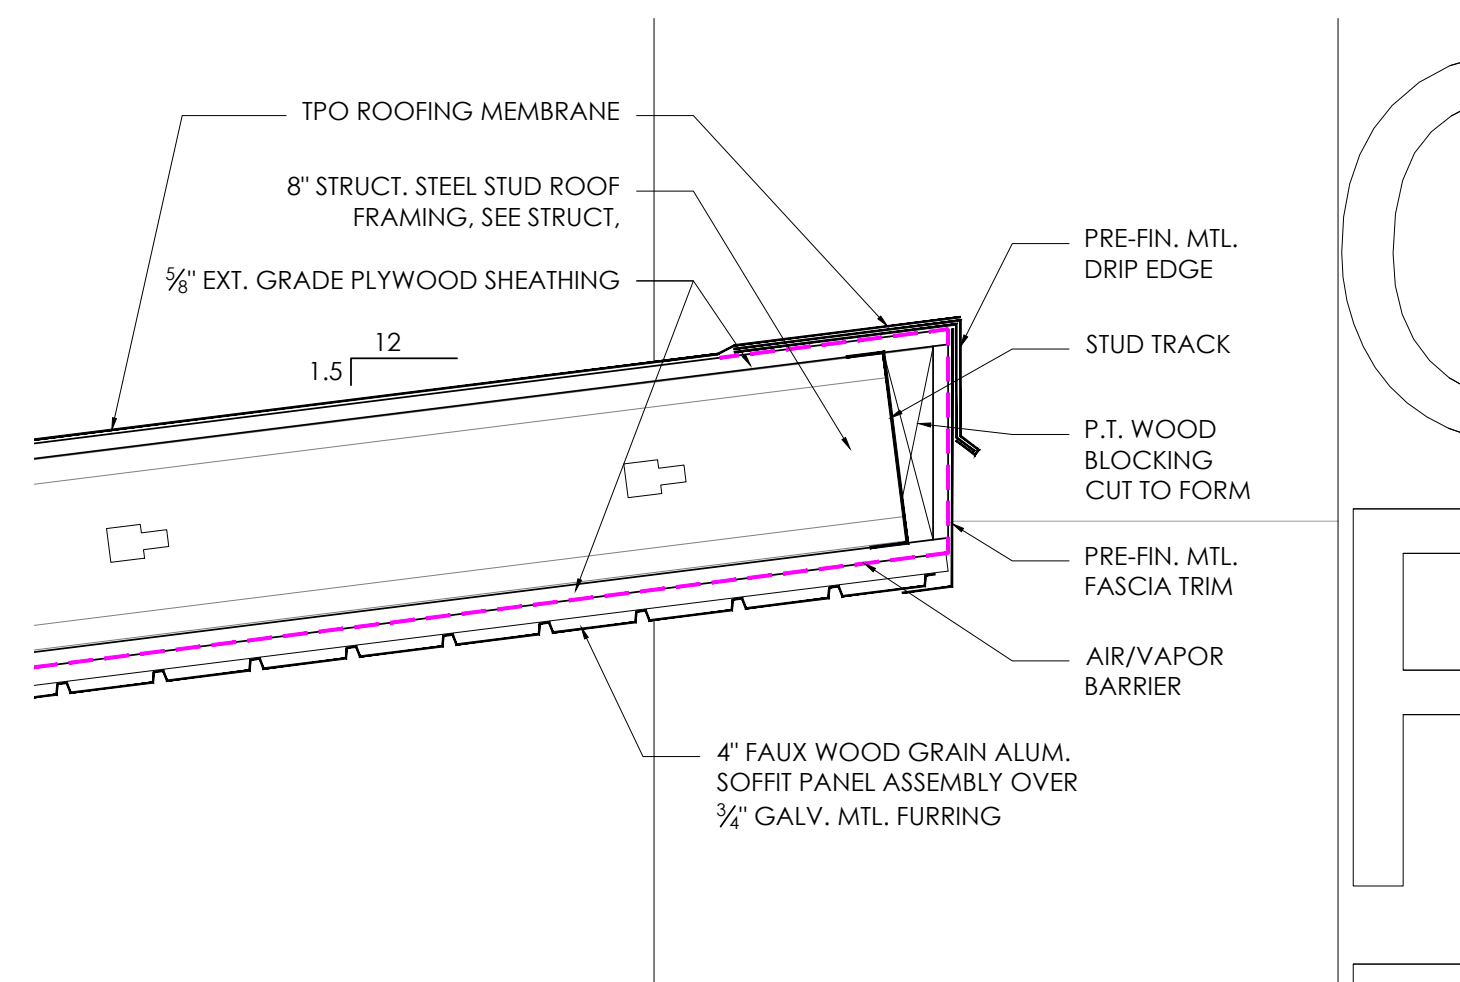 TPO ROOFING MEMBRANE
8" STRUCT. STEEL STUD ROOF
FRAMING, SEE STRUCT,
5/8" EXT. GRADE PLYWOOD SHEATHING
12
1.5
PRE-FIN. MTL.
DRIP EDGE
STUD TRACK
P.T. WOOD
BLOCKING
CUT TO FORM
PRE-FIN. MTL.
FASCIA TRIM
AIR/VAPOR
BARRIER
4" FAUX WOOD GRAIN ALUM.
SOFFIT PANEL ASSEMBLY OVER
3/4" GALV. MTL. FURRING